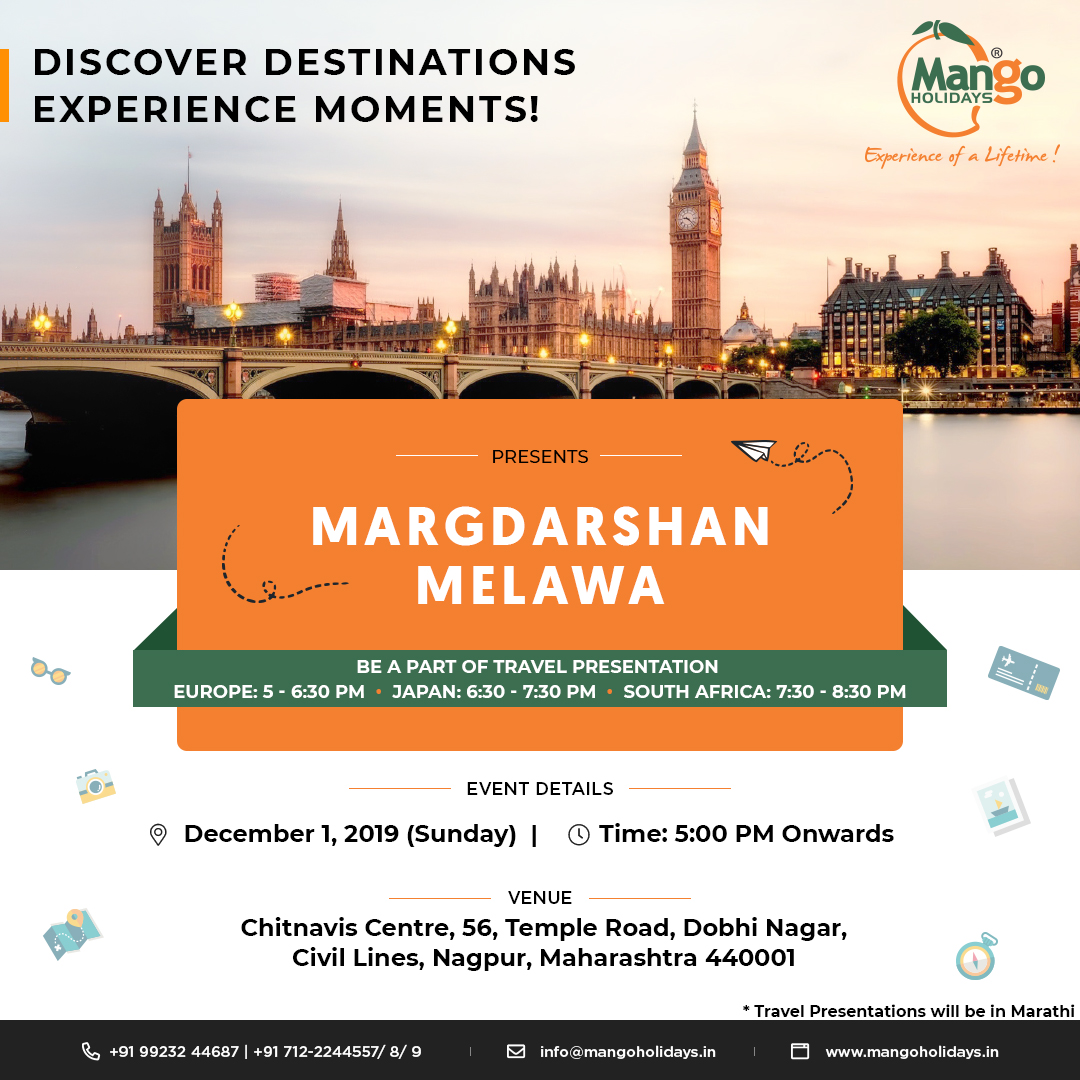 DISCOVER DESTINATIONS
EXPERIENCE MOMENTS!
Mango®
HOLIDAYS
Experience of a Lifetime!
PRESENTS
MARGDARSHAN
MELAWA
BE A PART OF TRAVEL PRESENTATION
EUROPE: 5 - 6:30 PM • JAPAN: 6:30 - 7:30 PM • SOUTH AFRICA: 7:30 - 8:30 PM
EVENT DETAILS
December 1, 2019 (Sunday) | Time: 5:00 PM Onwards
VENUE
Chitnavis Centre, 56, Temple Road, Dobhi Nagar,
Civil Lines, Nagpur, Maharashtra 440001
* Travel Presentations will be in Marathi
+91 99232 44687 | +91 712-2244557/ 8/ 9 | info@mangoholidays.in | www.mangoholidays.in